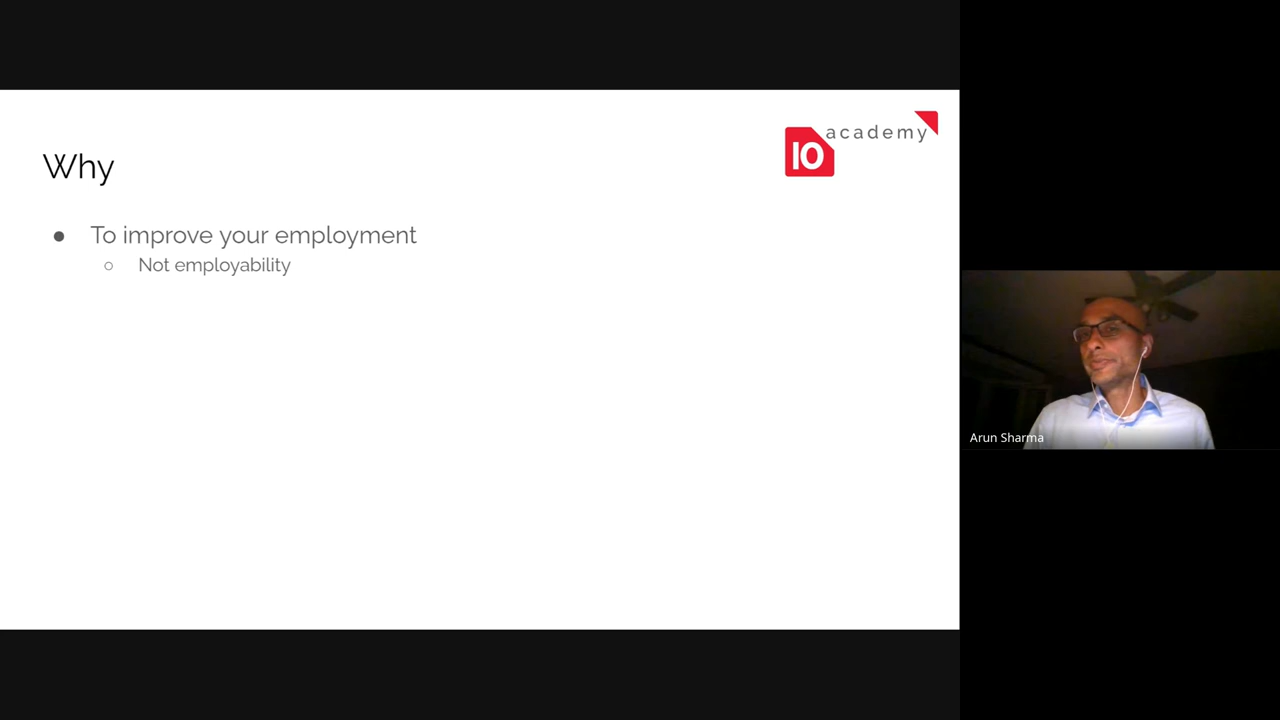 10 academy
Why
● To improve your employment
○ Not employability
Arun Sharma